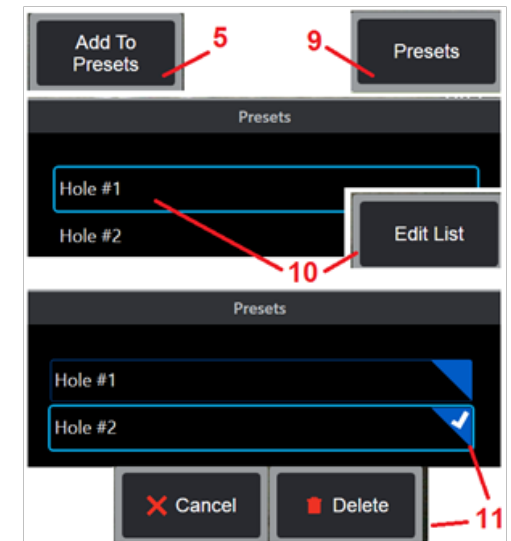 Add To
Presets
5
9
Presets
Presets
Hole #1
Hole #2
Edit List
10
Presets
Hole #1
Hole #2
Cancel
Delete
11